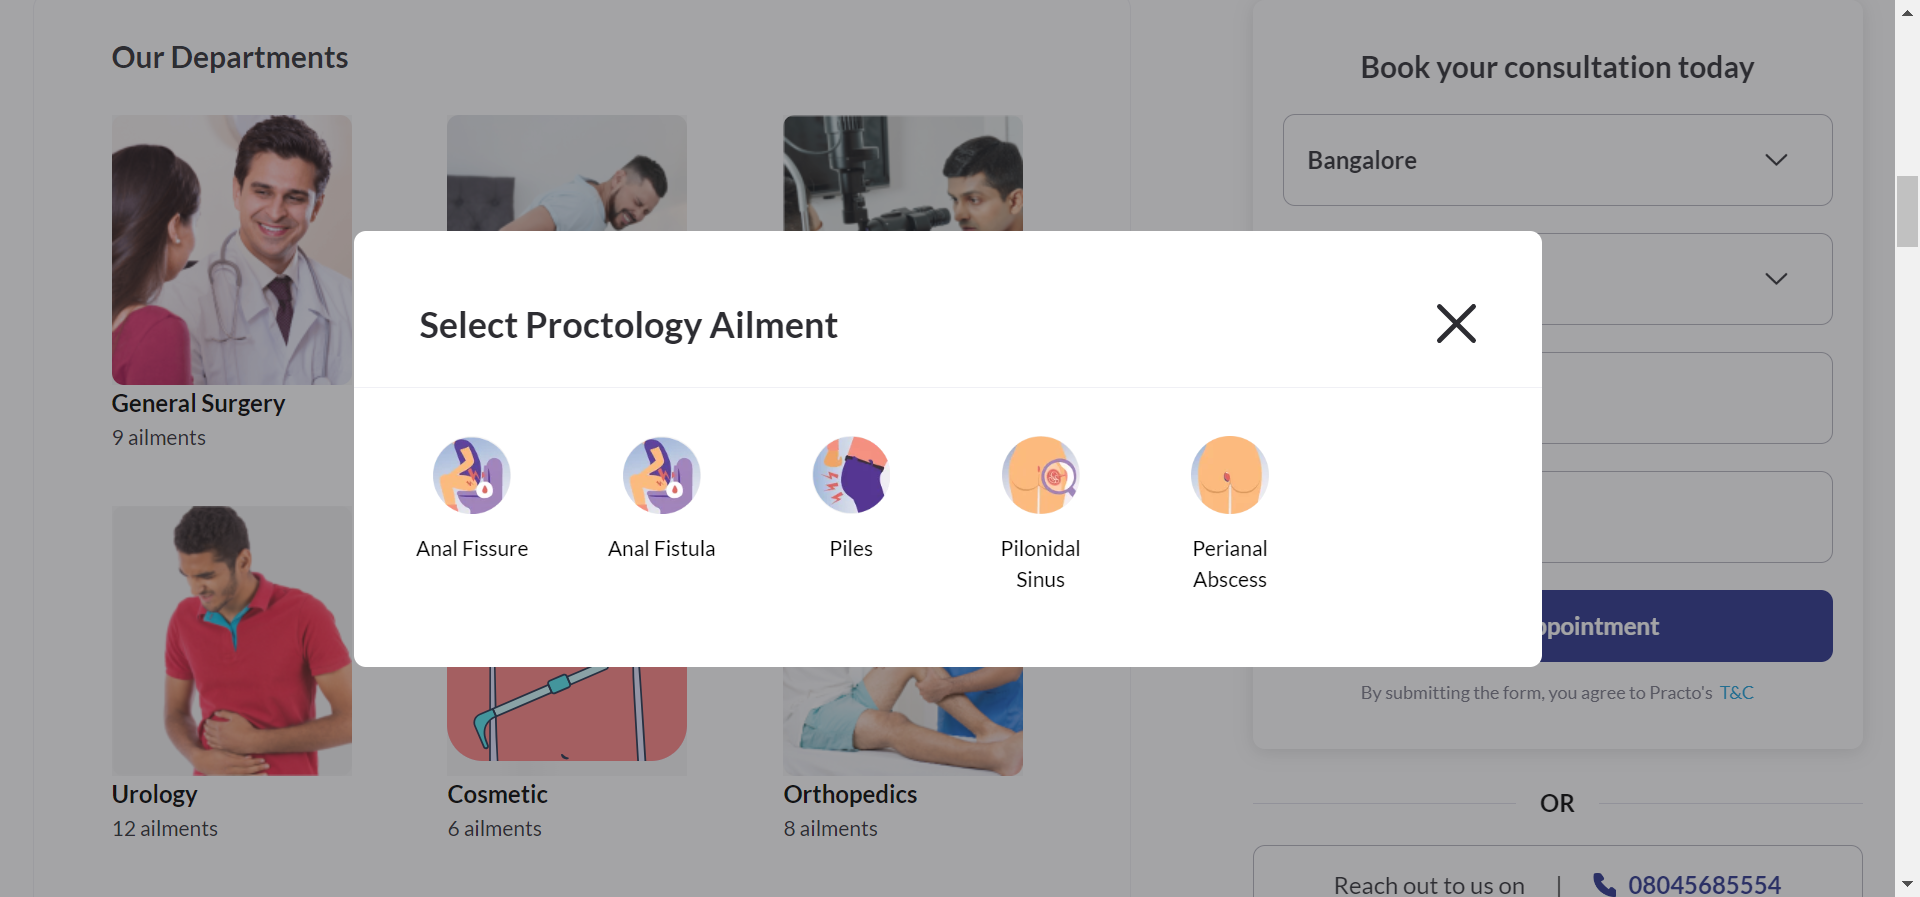 Our Departments
General Surgery
9 ailments
Urology
12 ailments
Cosmetic
6 ailments
Orthopedics
8 ailments
Select Proctology Ailment
Anal Fissure
Anal Fistula
Piles
Pilonidal
Sinus
Perianal
Abscess
Book your consultation today
Bangalore
ppointment
By submitting the form, you agree to Practo's T&C
OR
Reach out to us on | 08045685554